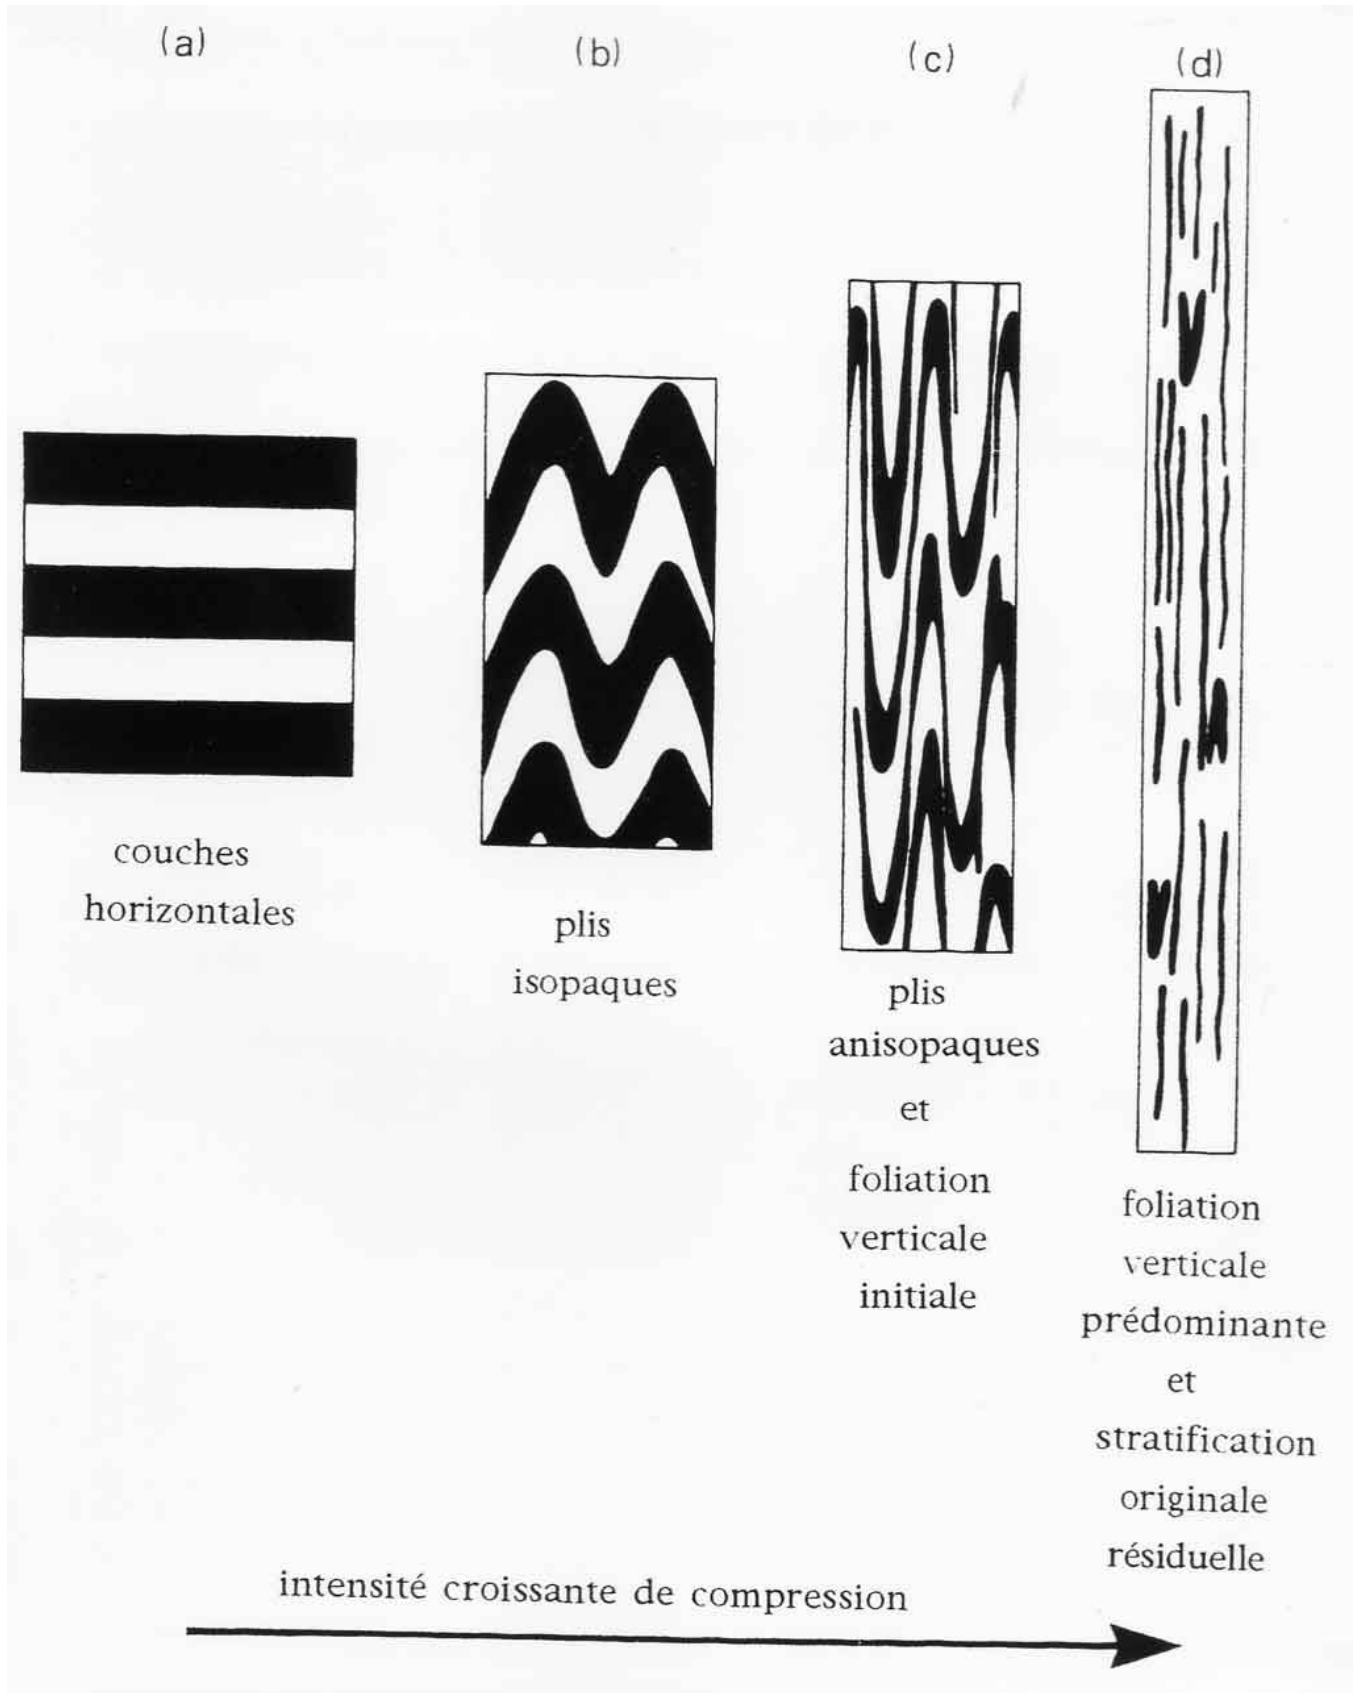 (a)
(b)
(c)
(d)
couches
horizontales
plis
isopaques
plis
anisopaques
et
foliation
verticale
initiale
foliation
verticale
prédominante
et
stratification
originale
résiduelle
intensité croissante de compression